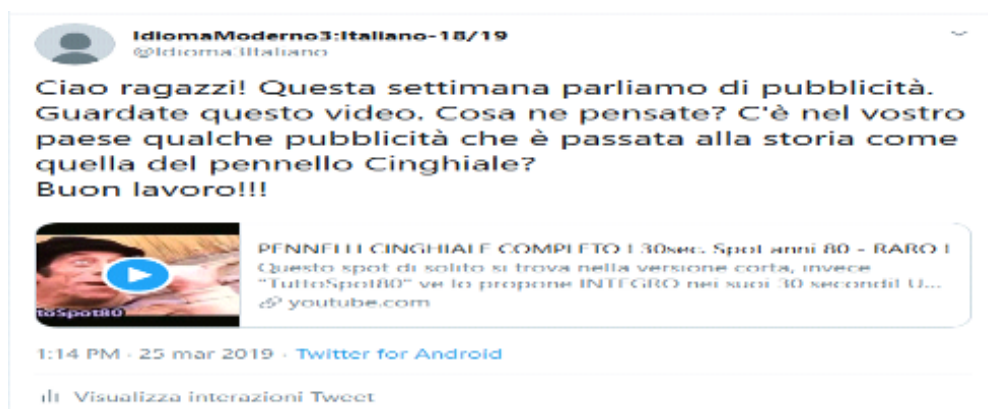 IdiomaModerno3:Italiano-18/19
@Idioma3Italiano
Ciao ragazzi! Questa settimana parliamo di pubblicità.
Guardate questo video. Cosa ne pensate? C'è nel vostro
paese qualche pubblicità che è passata alla storia come
quella del pennello Cinghiale?
Buon lavoro!!!
PENNELLI CINGHIALE COMPLETO | 30sec. Spot anni 80 - RARO !
Questo spot di solito si trova nella versione corta, invece
"TuttoSpot80" ve lo propone INTEGRO nei suoi 30 secondi! U...
youtube.com
toSpot80
1:14 PM · 25 mar 2019 · Twitter for Android
Visualizza interazioni Tweet